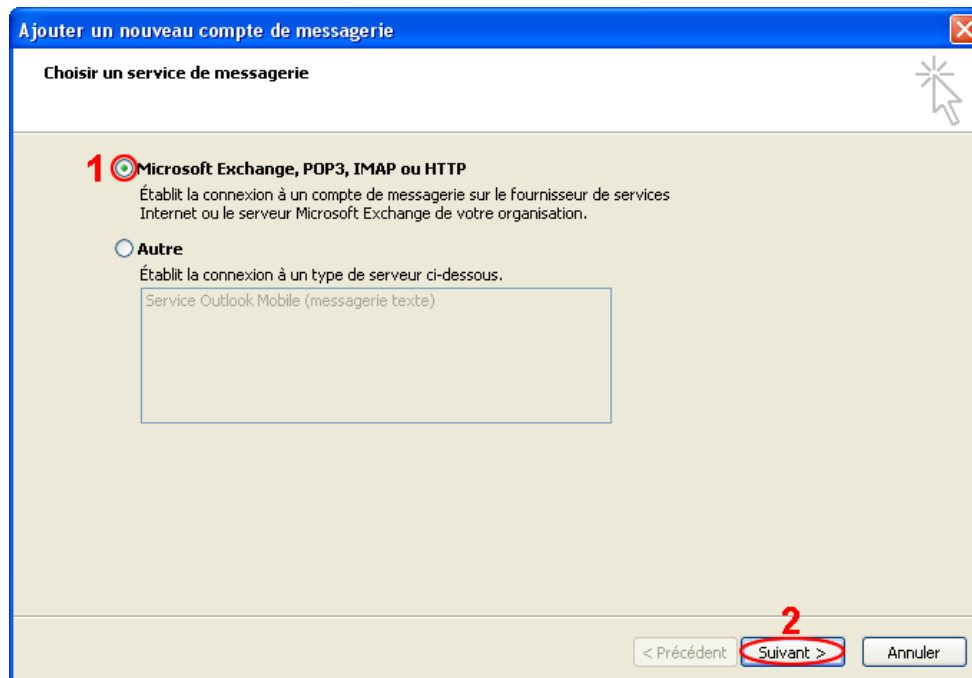 Ajouter un nouveau compte de messagerie
Choisir un service de messagerie
1 Microsoft Exchange, POP3, IMAP ou HTTP
Établit la connexion à un compte de messagerie sur le fournisseur de services
Internet ou le serveur Microsoft Exchange de votre organisation.
Autre
Établit la connexion à un type de serveur ci-dessous.
Service Outlook Mobile (messagerie texte)
2
< Précédent Suivant > Annuler